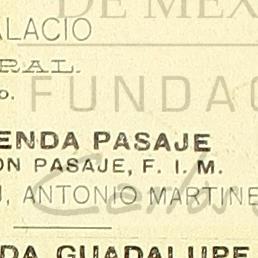 DE MEX
ALACIO
RAL.
o.
FUNDAC
ENDA PASAJE
ON PASAJE, F. I. M.
, ANTONIO MARTINE
DA GUADALUPE